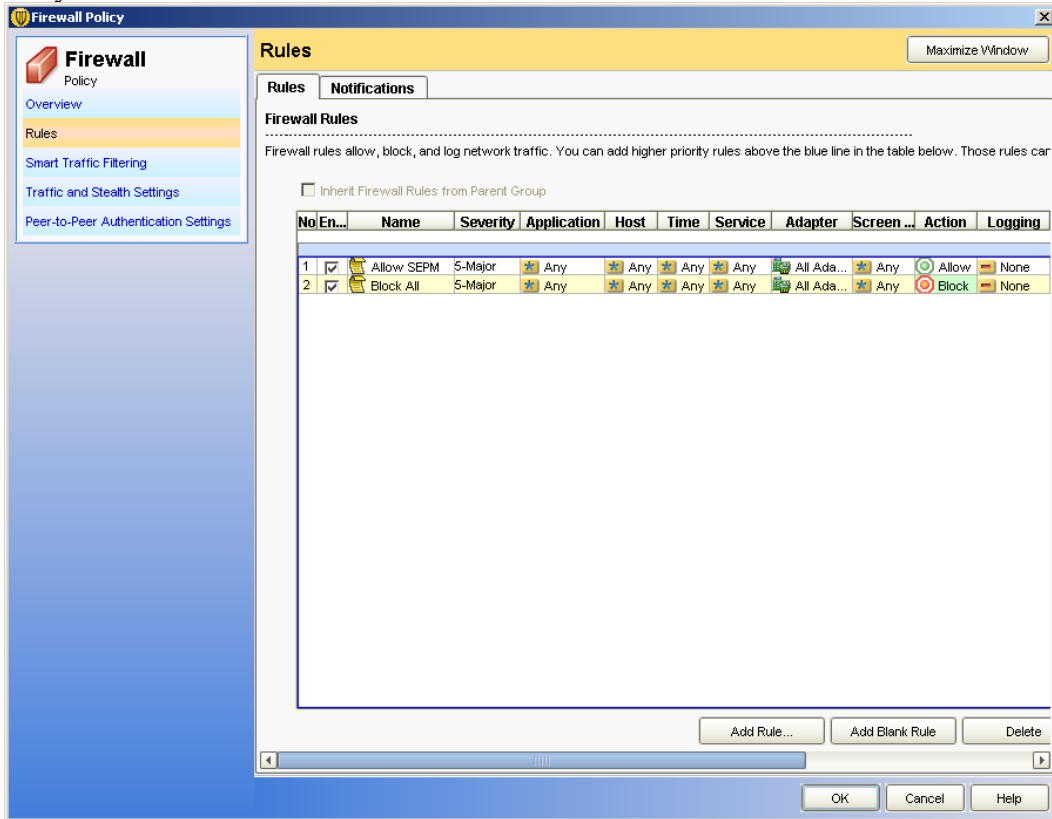 Firewall Policy
Firewall
Policy
Overview
Rules
Smart Traffic Filtering
Traffic and Stealth Settings
Peer-to-Peer Authentication Settings
Rules
Maximize Window
Rules Notifications
Firewall Rules
Firewall rules allow, block, and log network traffic. You can add higher priority rules above the blue line in the table below. Those rules can
Inherit Firewall Rules from Parent Group
No En... Name Severity Application Host Time Service Adapter Screen ... Action Logging
1 Allow SEPM 5-Major Any Any Any Any All Ada... Any Allow None
2 Block All 5-Major Any Any Any Any All Ada... Any Block None
Add Rule... Add Blank Rule Delete
OK Cancel Help